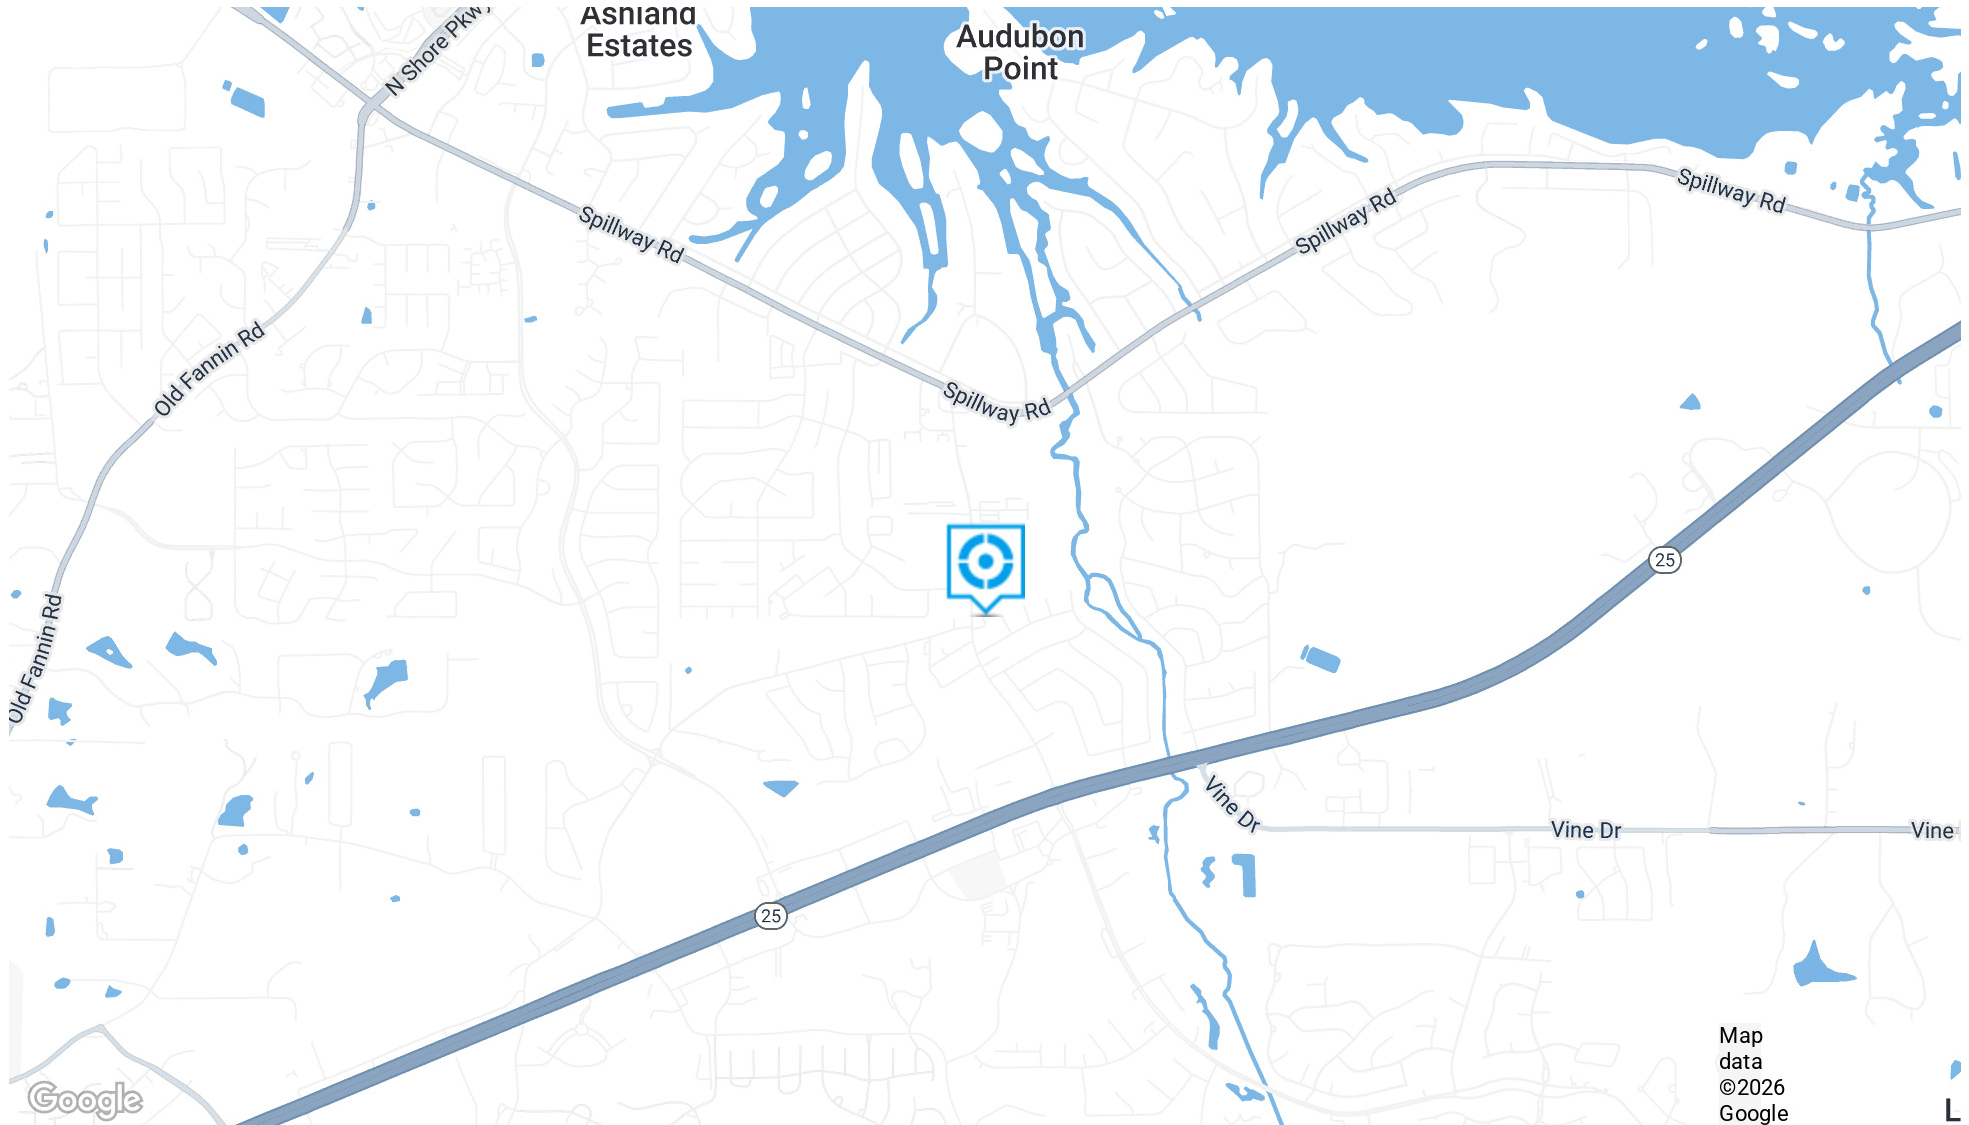 Ashland
Estates
Audubon
Point
N Shore Pkwy
Spillway Rd
Spillway Rd
Spillway Rd
Old Fannin Rd
Spillway Rd
25
Old Fannin Rd
Vine Dr
Vine Dr
Vine
25
Map
data
©2026
Google
Google
L